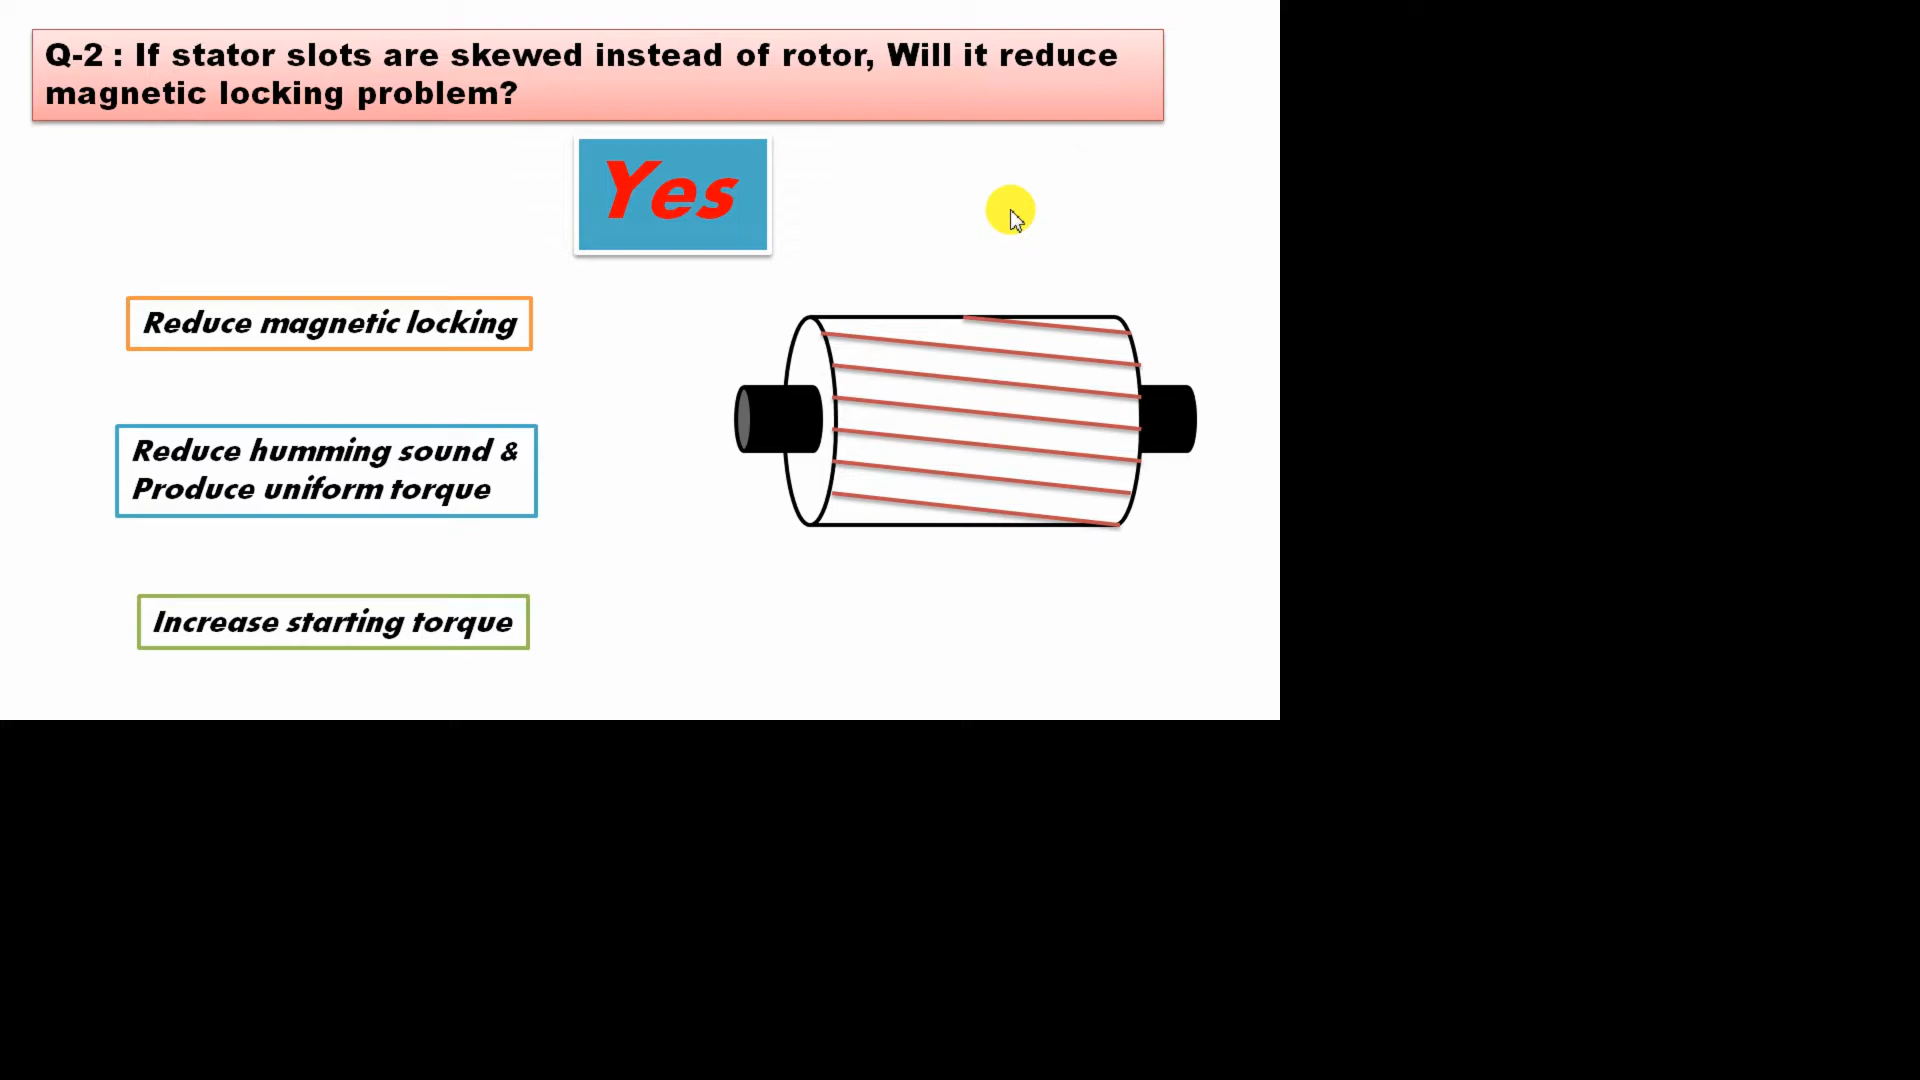 Q-2 : If stator slots are skewed instead of rotor, Will it reduce
magnetic locking problem?
Yes
Reduce magnetic locking
Reduce humming sound &
Produce uniform torque
Increase starting torque